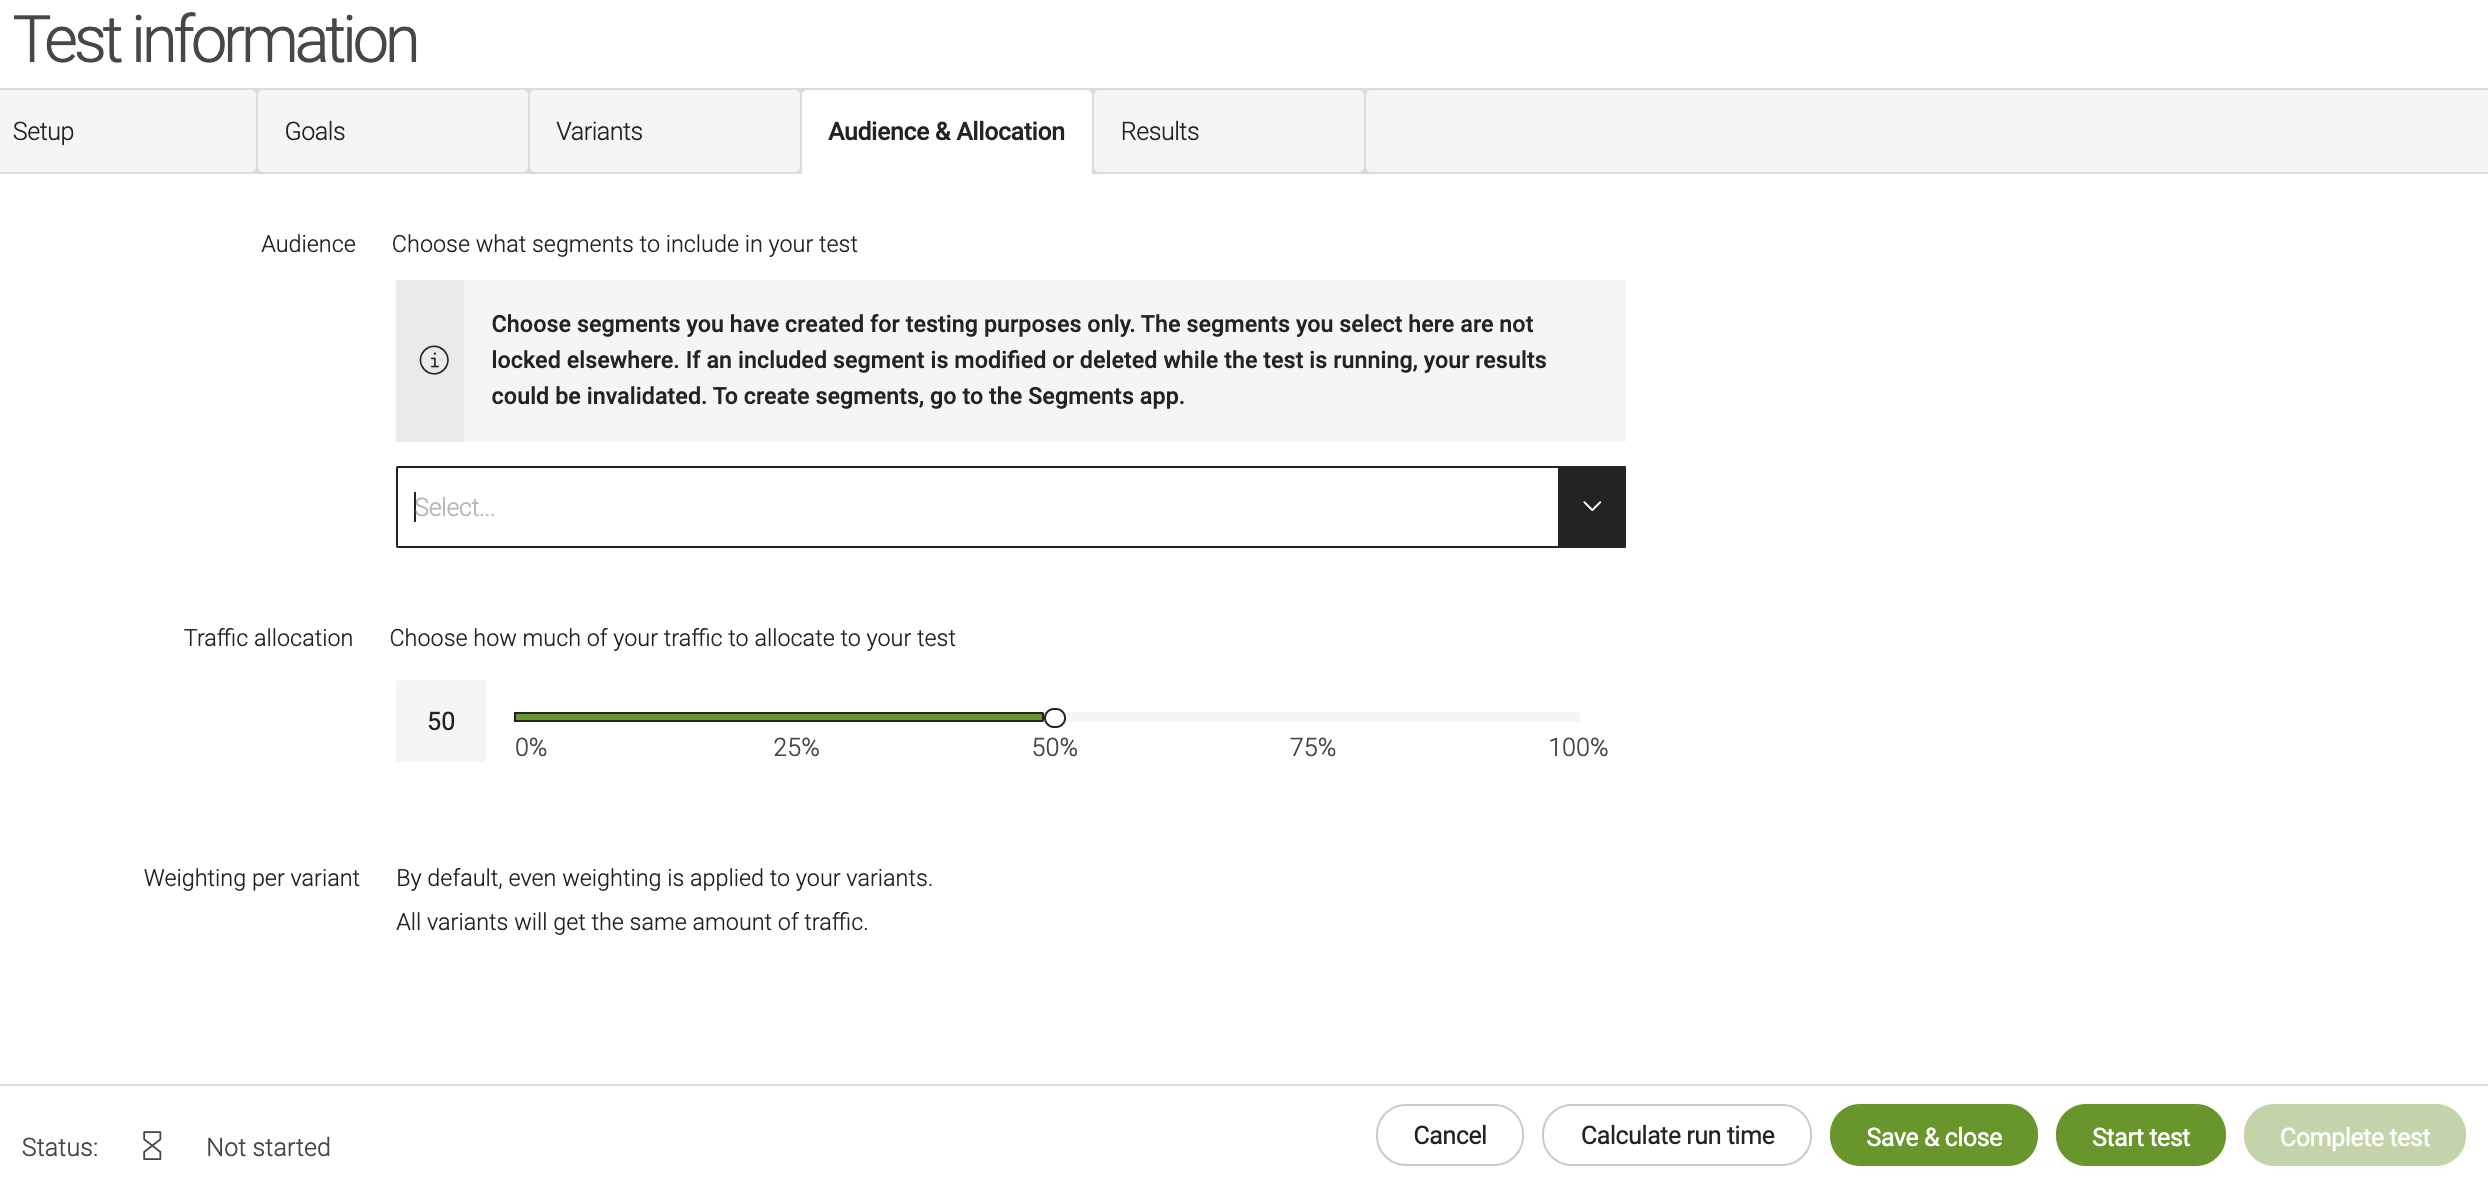 Test information
Setup
Goals
Variants
Audience & Allocation
Results
Audience
Choose what segments to include in your test
Choose segments you have created for testing purposes only. The segments you select here are not
locked elsewhere. If an included segment is modified or deleted while the test is running, your results
could be invalidated. To create segments, go to the Segments app.
Select...
Traffic allocation
Choose how much of your traffic to allocate to your test
50
0%
25%
50%
75%
100%
Weighting per variant
By default, even weighting is applied to your variants.
All variants will get the same amount of traffic.
Status:
Not started
Cancel
Calculate run time
Save & close
Start test
Complete test